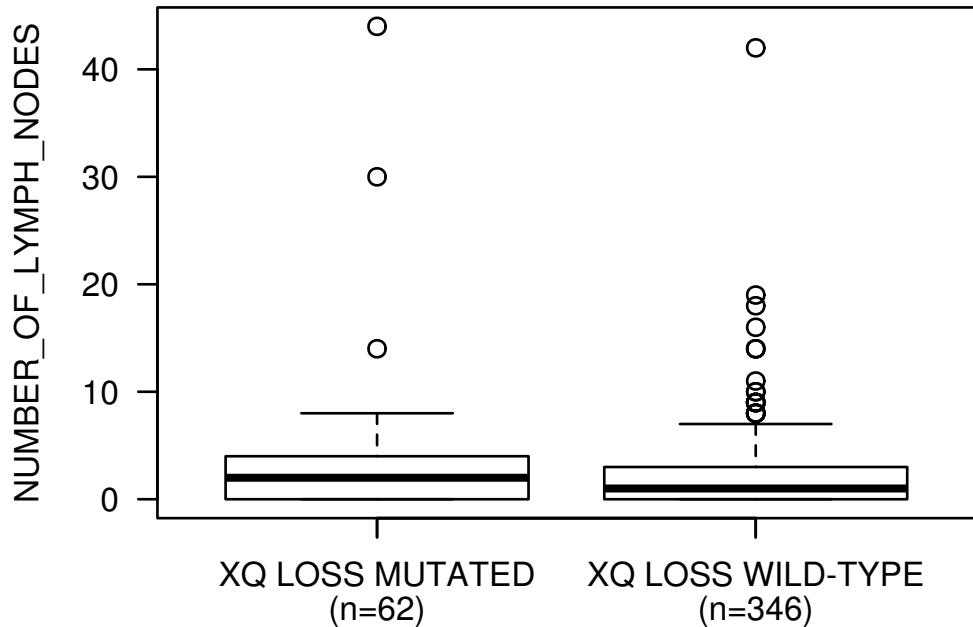 NUMBER_OF_LYMPH_NODES
40
30
20
10
0
XQ LOSS MUTATED
(n=62)
XQ LOSS WILD-TYPE
(n=346)